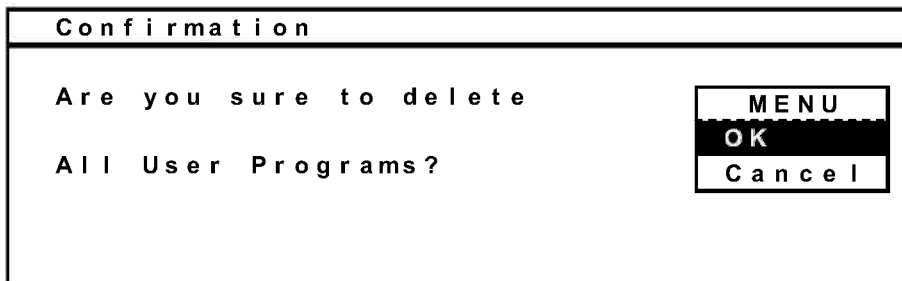 Confirmation
Are you sure to delete
All User Programs?
MENU
OK
Cancel